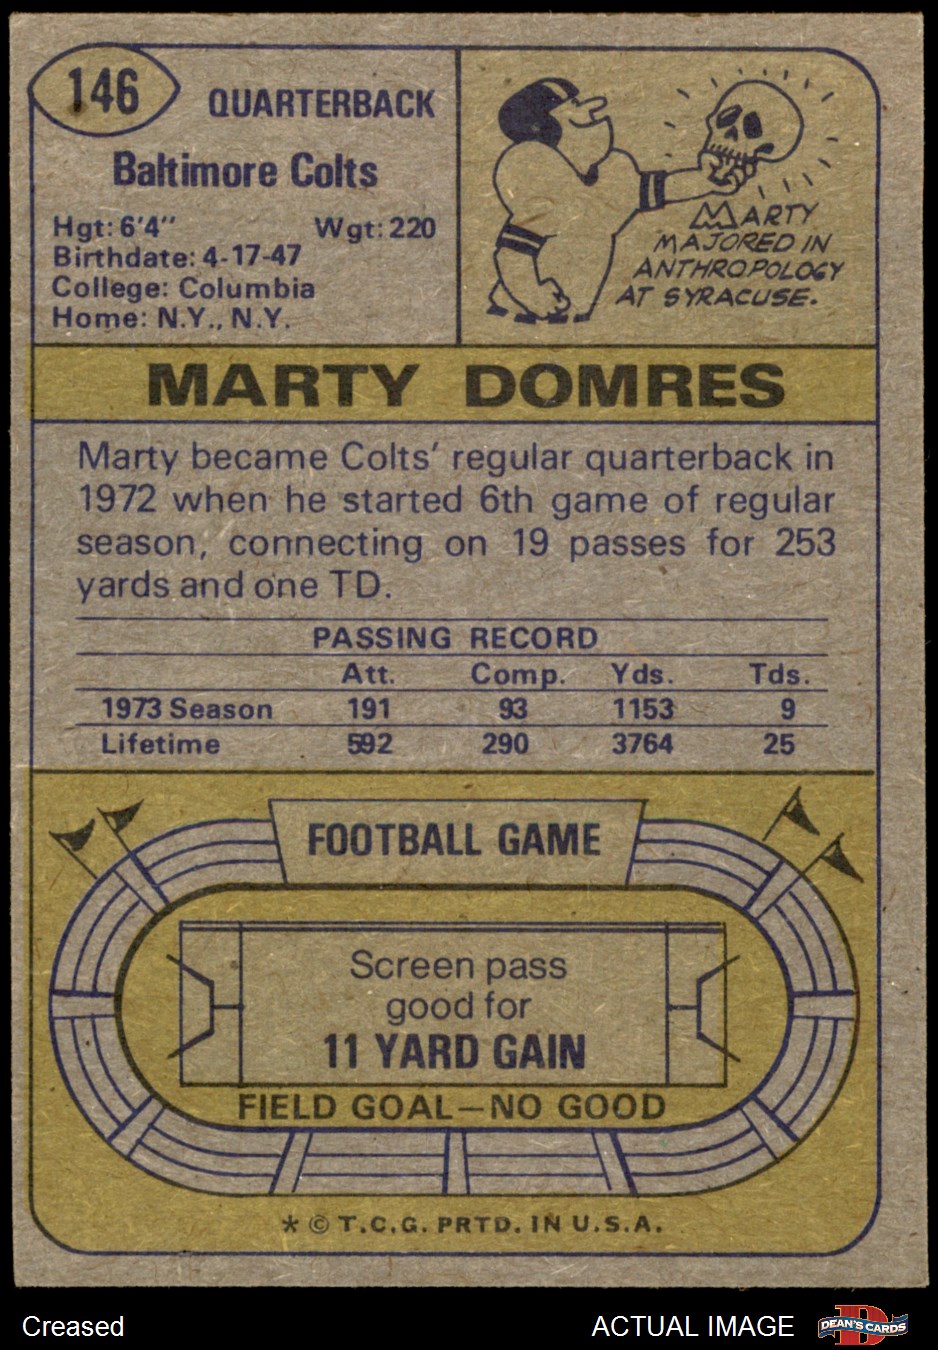 146
QUARTERBACK
Baltimore Colts
Hgt: 6'4" Wgt: 220
Birthdate: 4-17-47
College: Columbia
Home: N.Y., N.Y.
MARTY
MAJORED IN
ANTHROPOLOGY
AT SYRACUSE.
MARTY DOMRES
Marty became Colts' regular quarterback in
1972 when he started 6th game of regular
season, connecting on 19 passes for 253
yards and one TD.
PASSING RECORD
Att. Comp. Yds. Tds.
1973 Season 191 93 1153 9
Lifetime 592 290 3764 25
FOOTBALL GAME
Screen pass
good for
11 YARD GAIN
FIELD GOAL—NO GOOD
* © T.C.G. PRTD. IN U.S.A.
Creased
ACTUAL IMAGE
D
DEAN'S CARDS